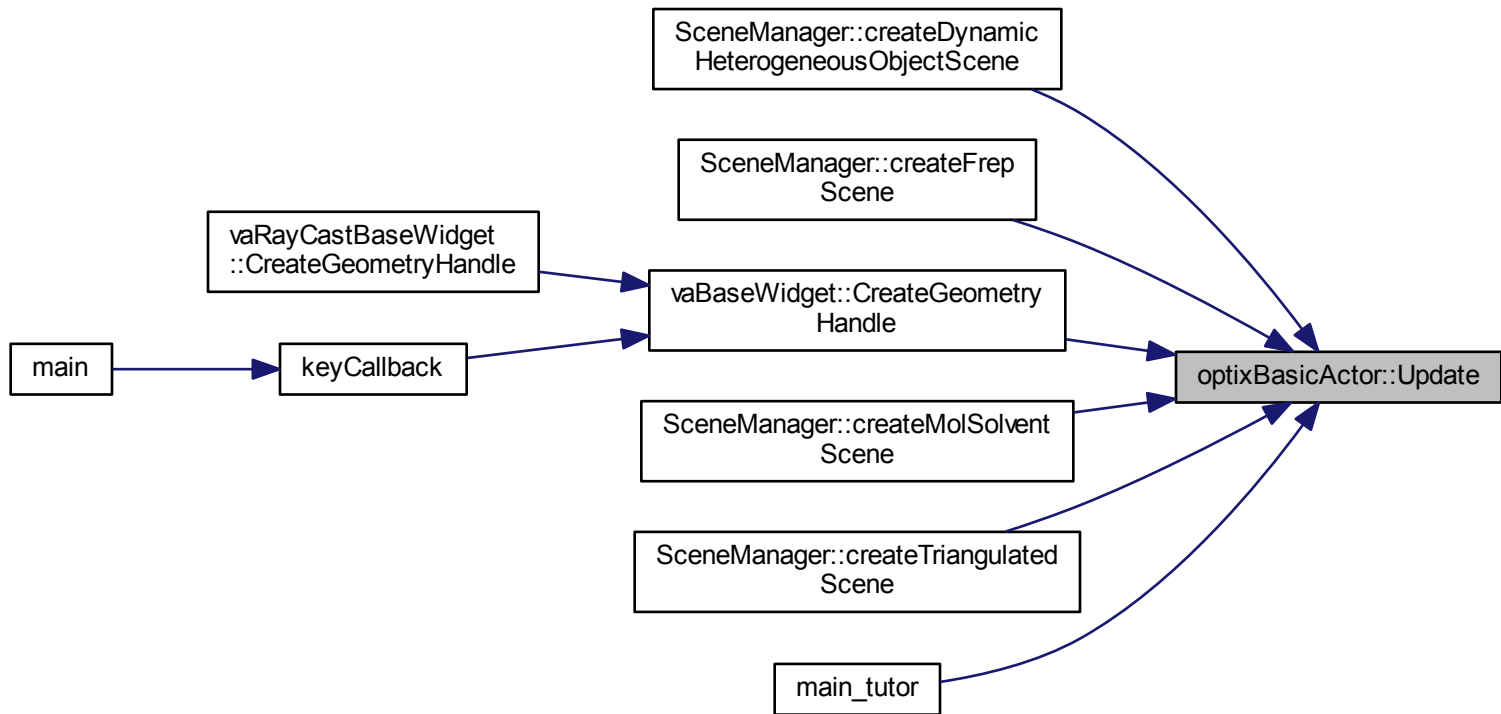 SceneManager::createDynamic
HeterogeneousObjectScene
SceneManager::createFrep
Scene
vaRayCastBaseWidget
::CreateGeometryHandle
vaBaseWidget::CreateGeometry
Handle
main
keyCallback
optixBasicActor::Update
SceneManager::createMolSolvent
Scene
SceneManager::createTriangulated
Scene
main_tutor